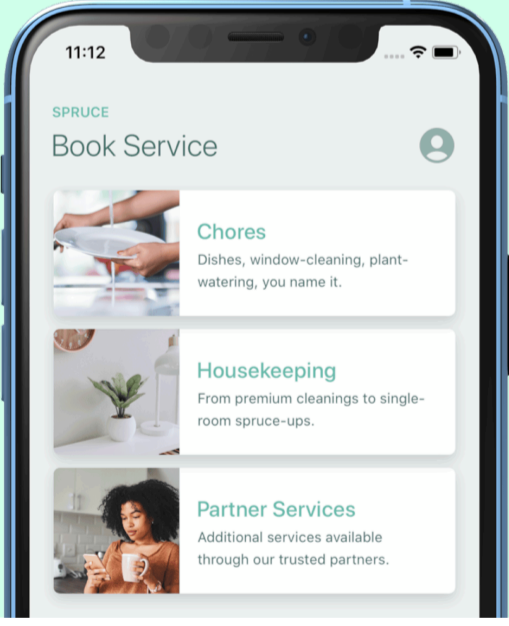 11:12
SPRUCE
Book Service
Chores
Dishes, window-cleaning, plant-
watering, you name it.
Housekeeping
From premium cleanings to single-
room spruce-ups.
Partner Services
Additional services available
through our trusted partners.